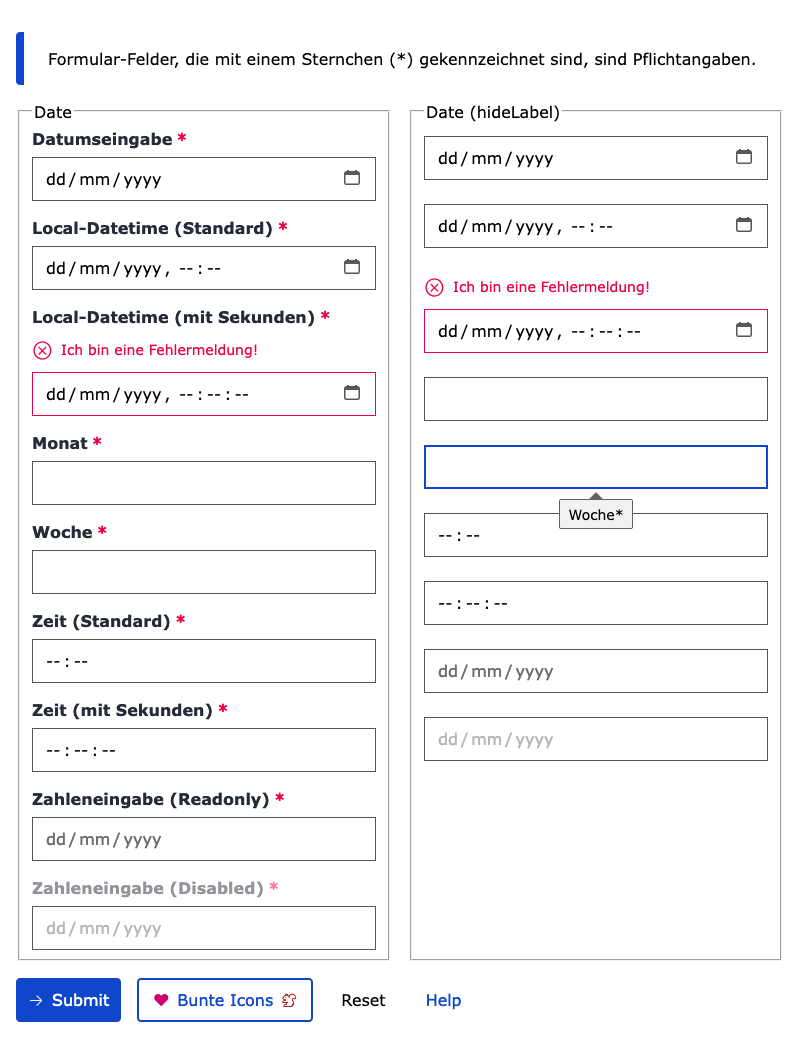 Formular-Felder, die mit einem Sternchen (*) gekennzeichnet sind, sind Pflichtangaben.
Date
Datumseingabe *
dd/mm/yyyy
Local-Datetime (Standard) *
dd/mm/yyyy, --:--
Local-Datetime (mit Sekunden) *
Ich bin eine Fehlermeldung!
dd/mm/yyyy, --:--:--
Monat *
Woche *
Zeit (Standard) *
--:--
Zeit (mit Sekunden) *
--:--:--
Zahleneingabe (Readonly) *
dd/mm/yyyy
Zahleneingabe (Disabled) *
dd/mm/yyyy
Date (hideLabel)
dd/mm/yyyy
dd/mm/yyyy, --:--
Ich bin eine Fehlermeldung!
dd/mm/yyyy, --:--:--
Woche*
--:--
--:--:--
dd/mm/yyyy
dd/mm/yyyy
Submit
Bunte Icons
Reset
Help